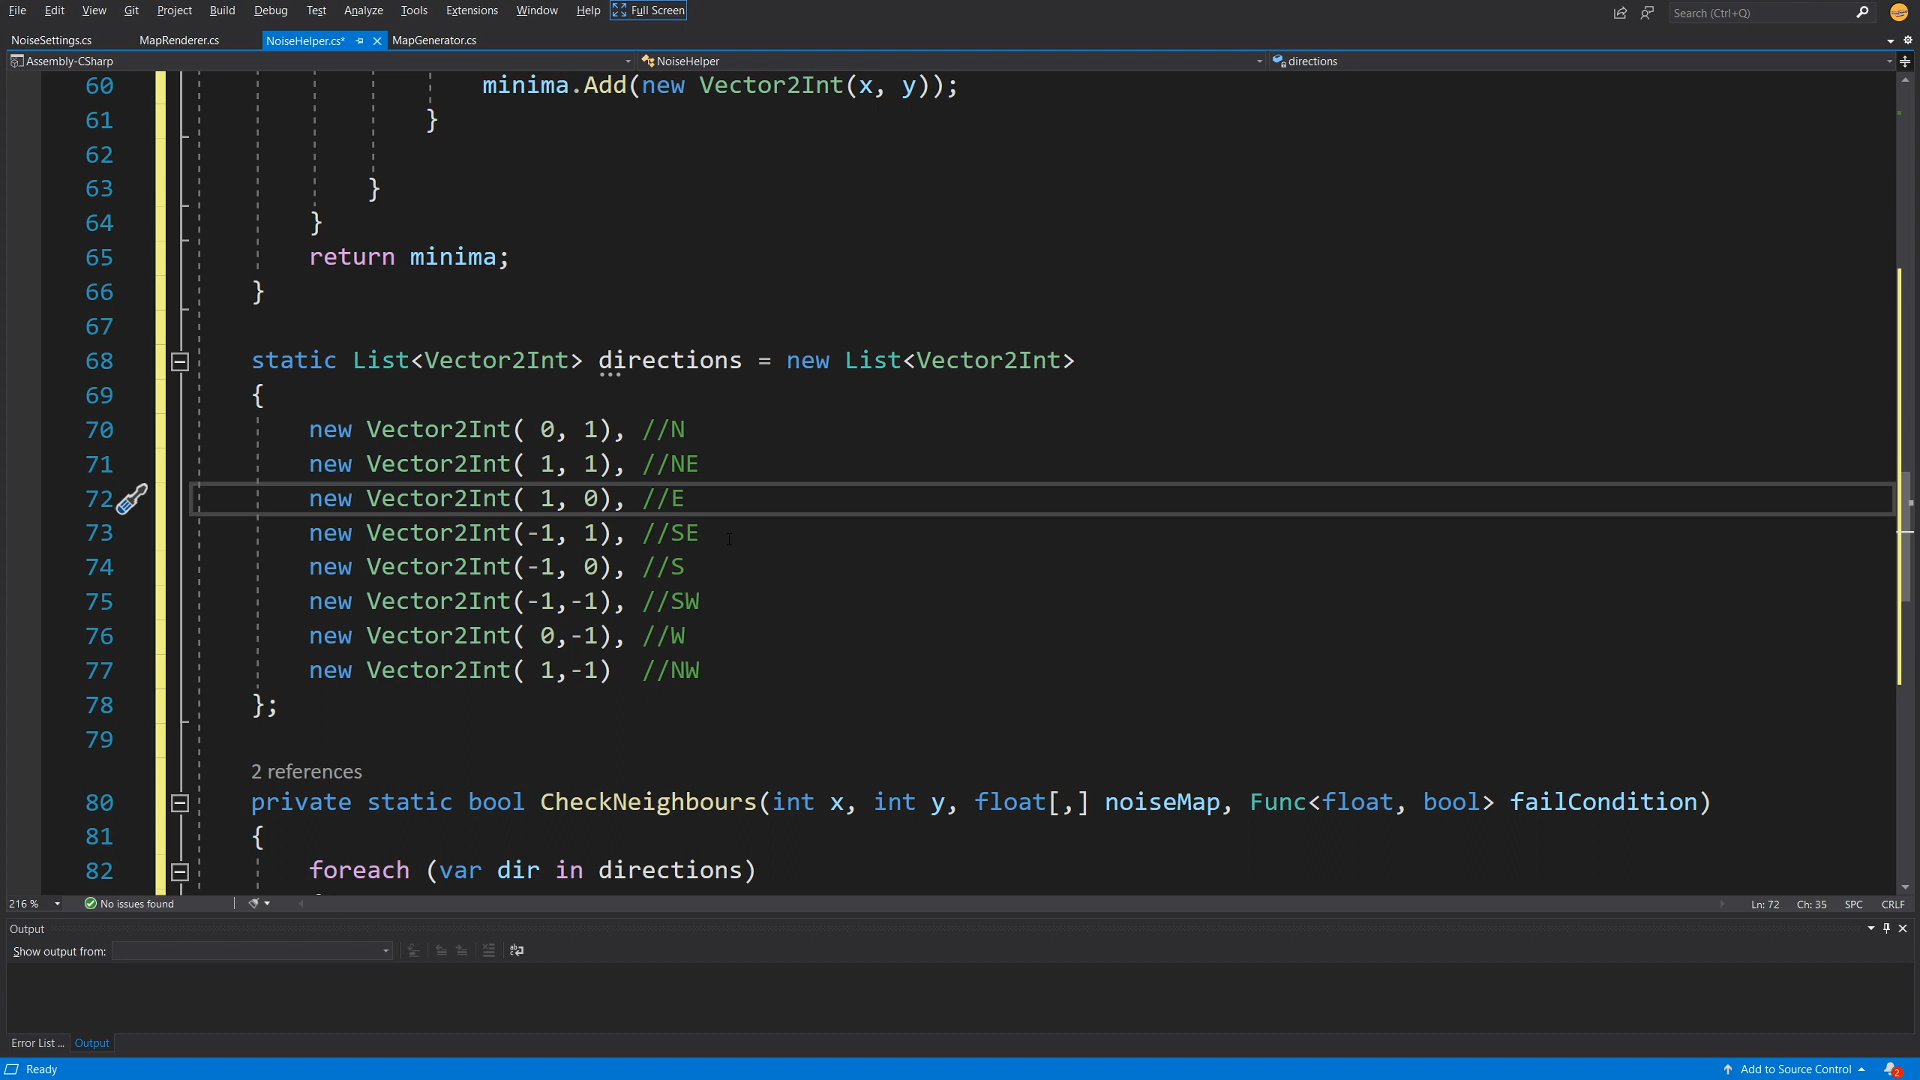 File Edit View Git Project Build Debug Test Analyze Tools Extensions Window Help Full Screen Search (Ctrl+Q)
NoiseSettings.cs MapRenderer.cs NoiseHelper.cs* MapGenerator.cs
Assembly-CSharp NoiseHelper directions
60 minima.Add(new Vector2Int(x, y));
61 }
62
63 }
64 }
65 return minima;
66 }
67
68 static List<Vector2Int> directions = new List<Vector2Int>
69 {
70 new Vector2Int( 0, 1), //N
71 new Vector2Int( 1, 1), //NE
72 new Vector2Int( 1, 0), //E
73 new Vector2Int(-1, 1), //SE
74 new Vector2Int(-1, 0), //S
75 new Vector2Int(-1,-1), //SW
76 new Vector2Int( 0,-1), //W
77 new Vector2Int( 1,-1) //NW
78 };
79
2 references
80 private static bool CheckNeighbours(int x, int y, float[,] noiseMap, Func<float, bool> failCondition)
81 {
82 foreach (var dir in directions)
216 % No issues found Ln: 72 Ch: 35 SPC CRLF
Output
Show output from:
Error List ... Output
Ready Add to Source Control 2